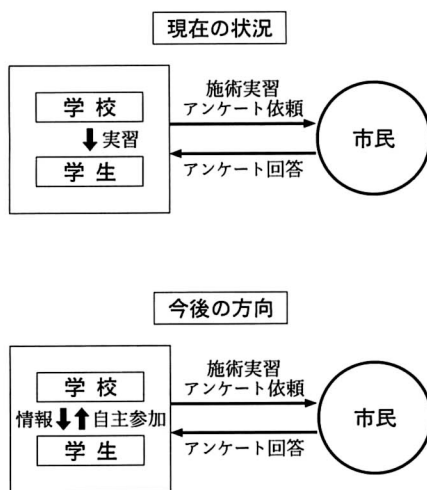 現在の状況
学校
実習
学生
施術実習
アンケート依頼
アンケート回答
市民
今後の方向
学校
情報 自主参加
学生
施術実習
アンケート依頼
アンケート回答
市民